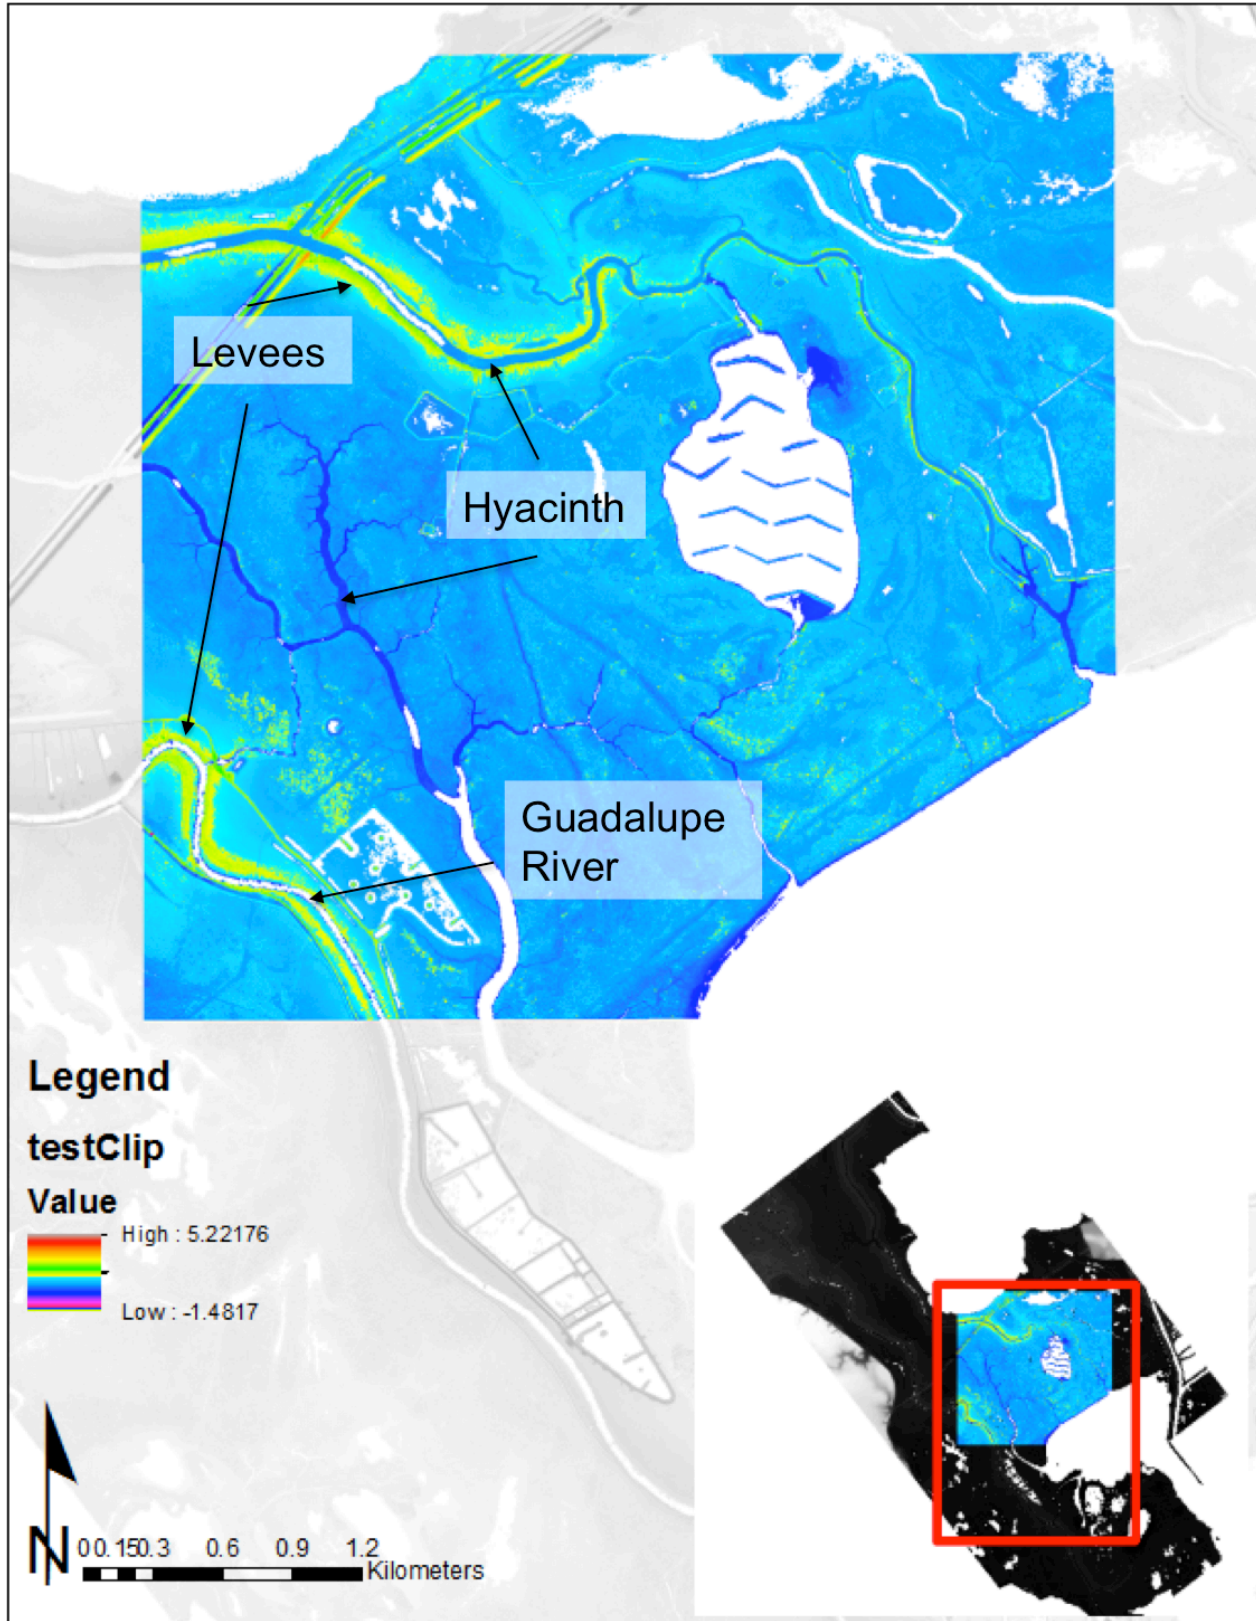 Levees
Hyacinth
Guadalupe
River
Legend
testClip
Value
High : 5.22176
Low : -1.4817
N
0 0.15 0.3 0.6 0.9 1.2
Kilometers